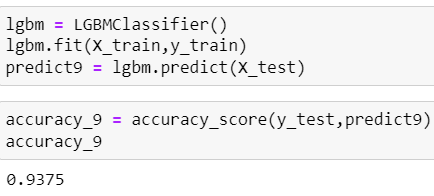 lgbm = LGBMClassifier()
lgbm.fit(X_train,y_train)
predict9 = lgbm.predict(X_test)
accuracy_9 = accuracy_score(y_test,predict9)
accuracy_9
0.9375